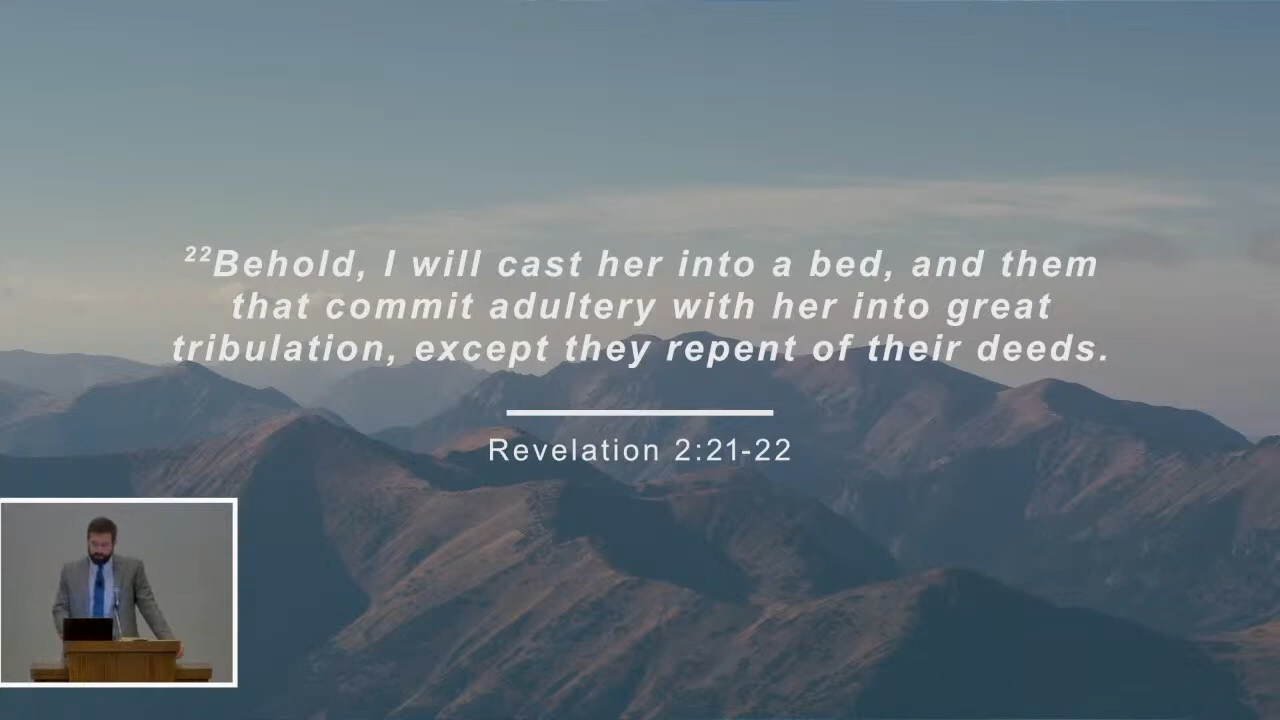 ²²Behold, I will cast her into a bed, and them
that commit adultery with her into great
tribulation, except they repent of their deeds.
Revelation 2:21-22